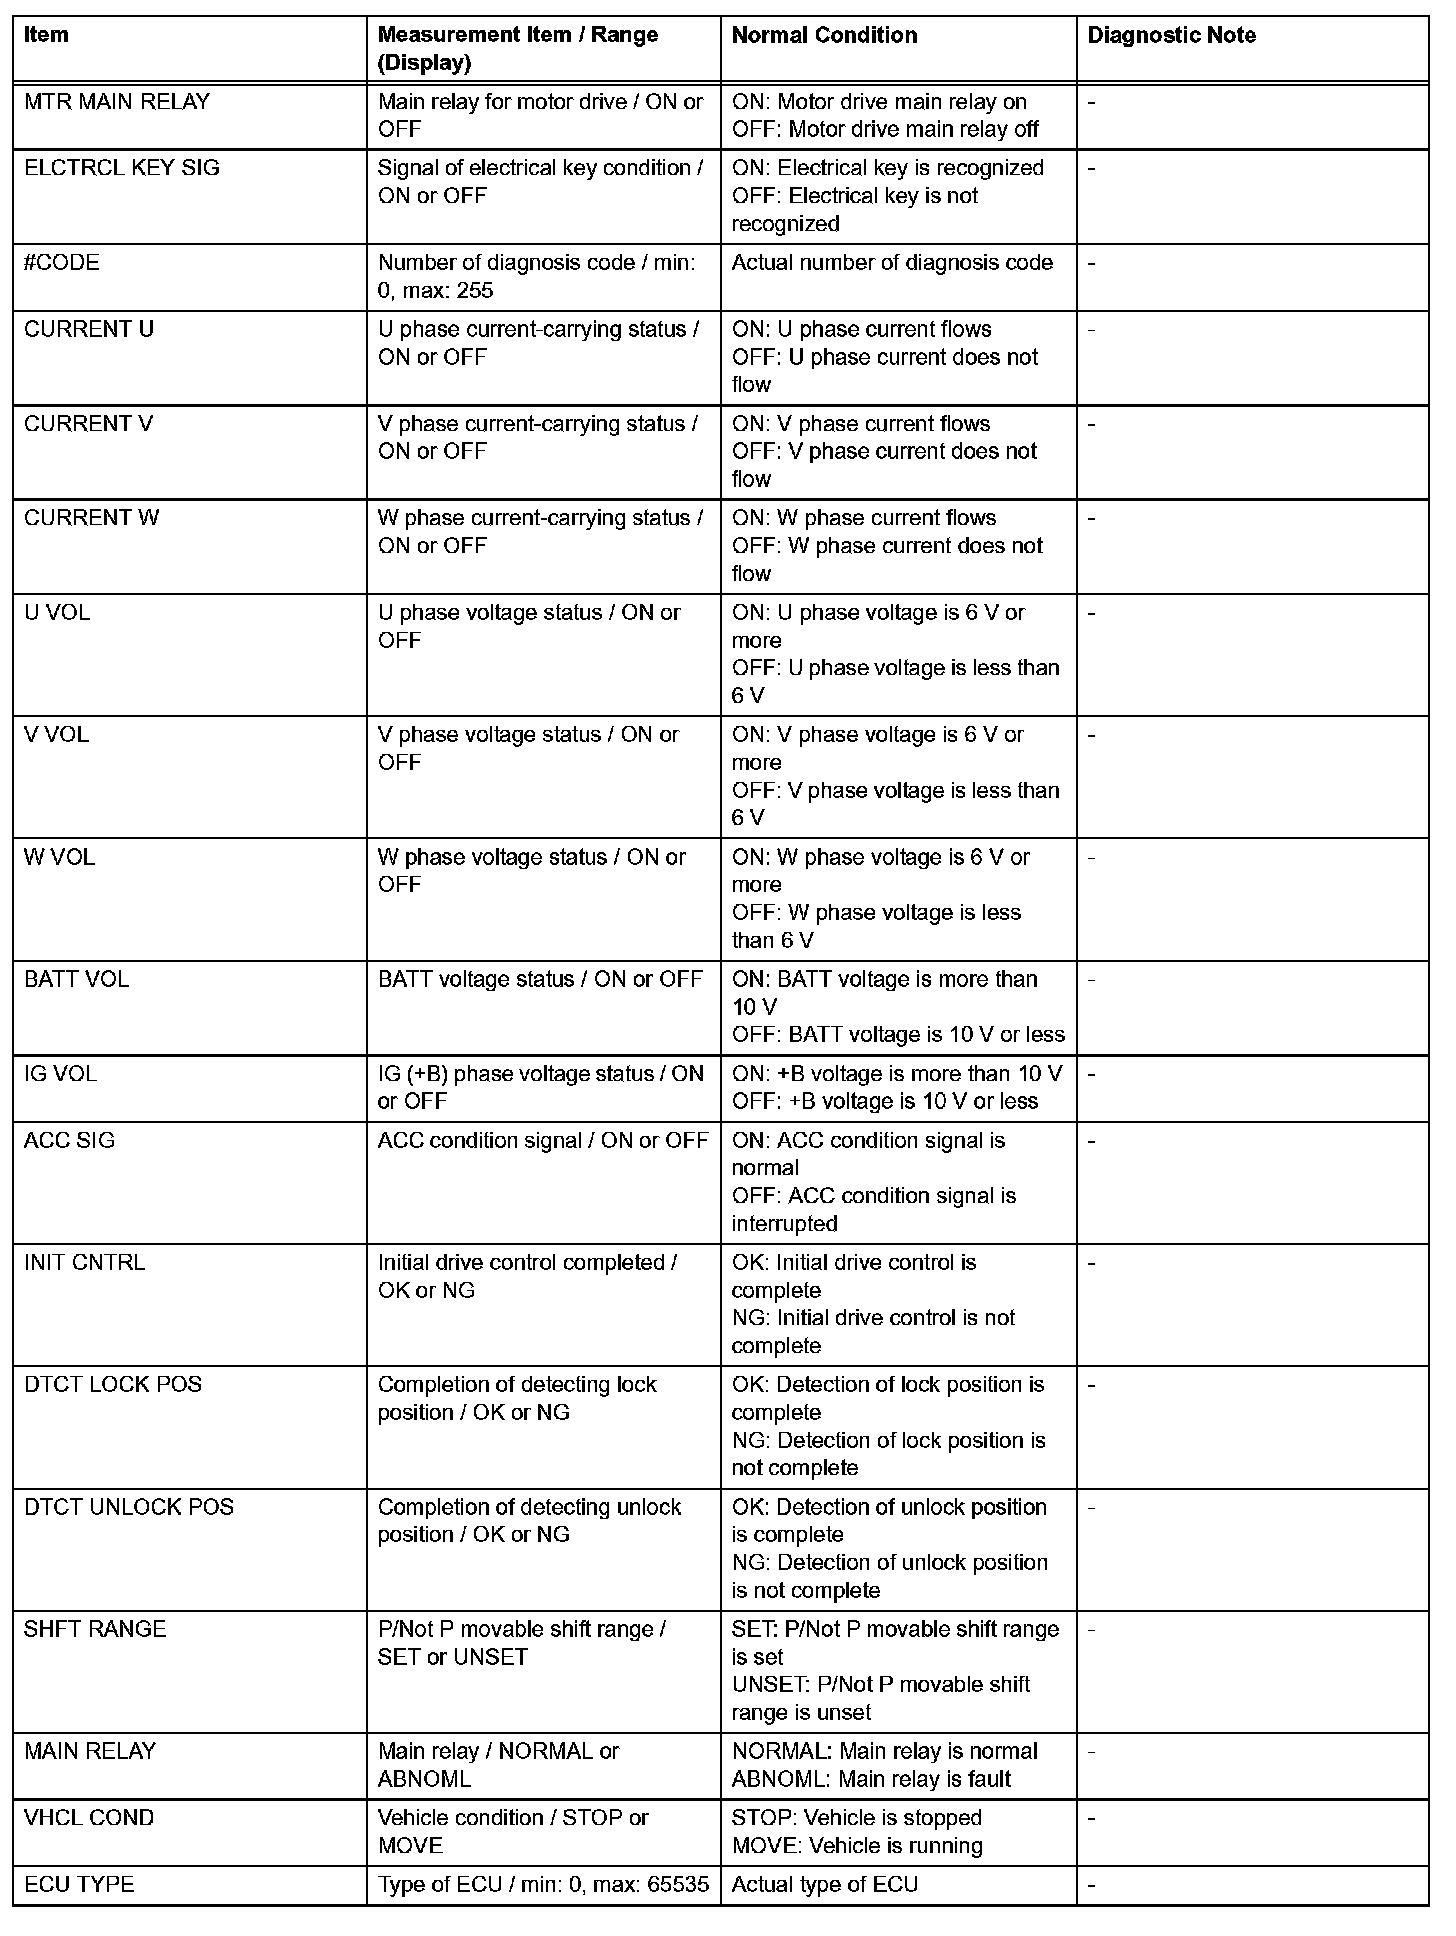 Item
Measurement Item / Range
(Display)
Normal Condition
Diagnostic Note
MTR MAIN RELAY
Main relay for motor drive / ON or
OFF
ON: Motor drive main relay on
OFF: Motor drive main relay off
-
ELCTRCL KEY SIG
Signal of electrical key condition /
ON or OFF
ON: Electrical key is recognized
OFF: Electrical key is not
recognized
-
#CODE
Number of diagnosis code / min:
0, max: 255
Actual number of diagnosis code
-
CURRENT U
U phase current-carrying status /
ON or OFF
ON: U phase current flows
OFF: U phase current does not
flow
-
CURRENT V
V phase current-carrying status /
ON or OFF
ON: V phase current flows
OFF: V phase current does not
flow
-
CURRENT W
W phase current-carrying status /
ON or OFF
ON: W phase current flows
OFF: W phase current does not
flow
-
U VOL
U phase voltage status / ON or
OFF
ON: U phase voltage is 6 V or
more
OFF: U phase voltage is less than
6 V
-
V VOL
V phase voltage status / ON or
OFF
ON: V phase voltage is 6 V or
more
OFF: V phase voltage is less than
6 V
-
W VOL
W phase voltage status / ON or
OFF
ON: W phase voltage is 6 V or
more
OFF: W phase voltage is less
than 6 V
-
BATT VOL
BATT voltage status / ON or OFF
ON: BATT voltage is more than
10 V
OFF: BATT voltage is 10 V or less
-
IG VOL
IG (+B) phase voltage status / ON
or OFF
ON: +B voltage is more than 10 V
OFF: +B voltage is 10 V or less
-
ACC SIG
ACC condition signal / ON or OFF
ON: ACC condition signal is
normal
OFF: ACC condition signal is
interrupted
-
INIT CNTRL
Initial drive control completed /
OK or NG
OK: Initial drive control is
complete
NG: Initial drive control is not
complete
-
DTCT LOCK POS
Completion of detecting lock
position / OK or NG
OK: Detection of lock position is
complete
NG: Detection of lock position is
not complete
-
DTCT UNLOCK POS
Completion of detecting unlock
position / OK or NG
OK: Detection of unlock position
is complete
NG: Detection of unlock position
is not complete
-
SHFT RANGE
P/Not P movable shift range /
SET or UNSET
SET: P/Not P movable shift range
is set
UNSET: P/Not P movable shift
range is unset
-
MAIN RELAY
Main relay / NORMAL or
ABNOML
NORMAL: Main relay is normal
ABNOML: Main relay is fault
-
VHCL COND
Vehicle condition / STOP or
MOVE
STOP: Vehicle is stopped
MOVE: Vehicle is running
-
ECU TYPE
Type of ECU / min: 0, max: 65535
Actual type of ECU
-